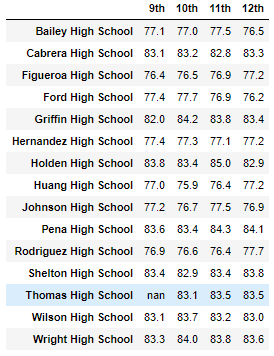 9th 10th 11th 12th
Bailey High School 77.1 77.0 77.5 76.5
Cabrera High School 83.1 83.2 82.8 83.3
Figueroa High School 76.4 76.5 76.9 77.2
Ford High School 77.4 77.7 76.9 76.2
Griffin High School 82.0 84.2 83.8 83.4
Hernandez High School 77.4 77.3 77.1 77.2
Holden High School 83.8 83.4 85.0 82.9
Huang High School 77.0 75.9 76.4 77.2
Johnson High School 77.2 76.7 77.5 76.9
Pena High School 83.6 83.4 84.3 84.1
Rodriguez High School 76.9 76.6 76.4 77.7
Shelton High School 83.4 82.9 83.4 83.8
Thomas High School nan 83.1 83.5 83.5
Wilson High School 83.1 83.7 83.2 83.0
Wright High School 83.3 84.0 83.8 83.6